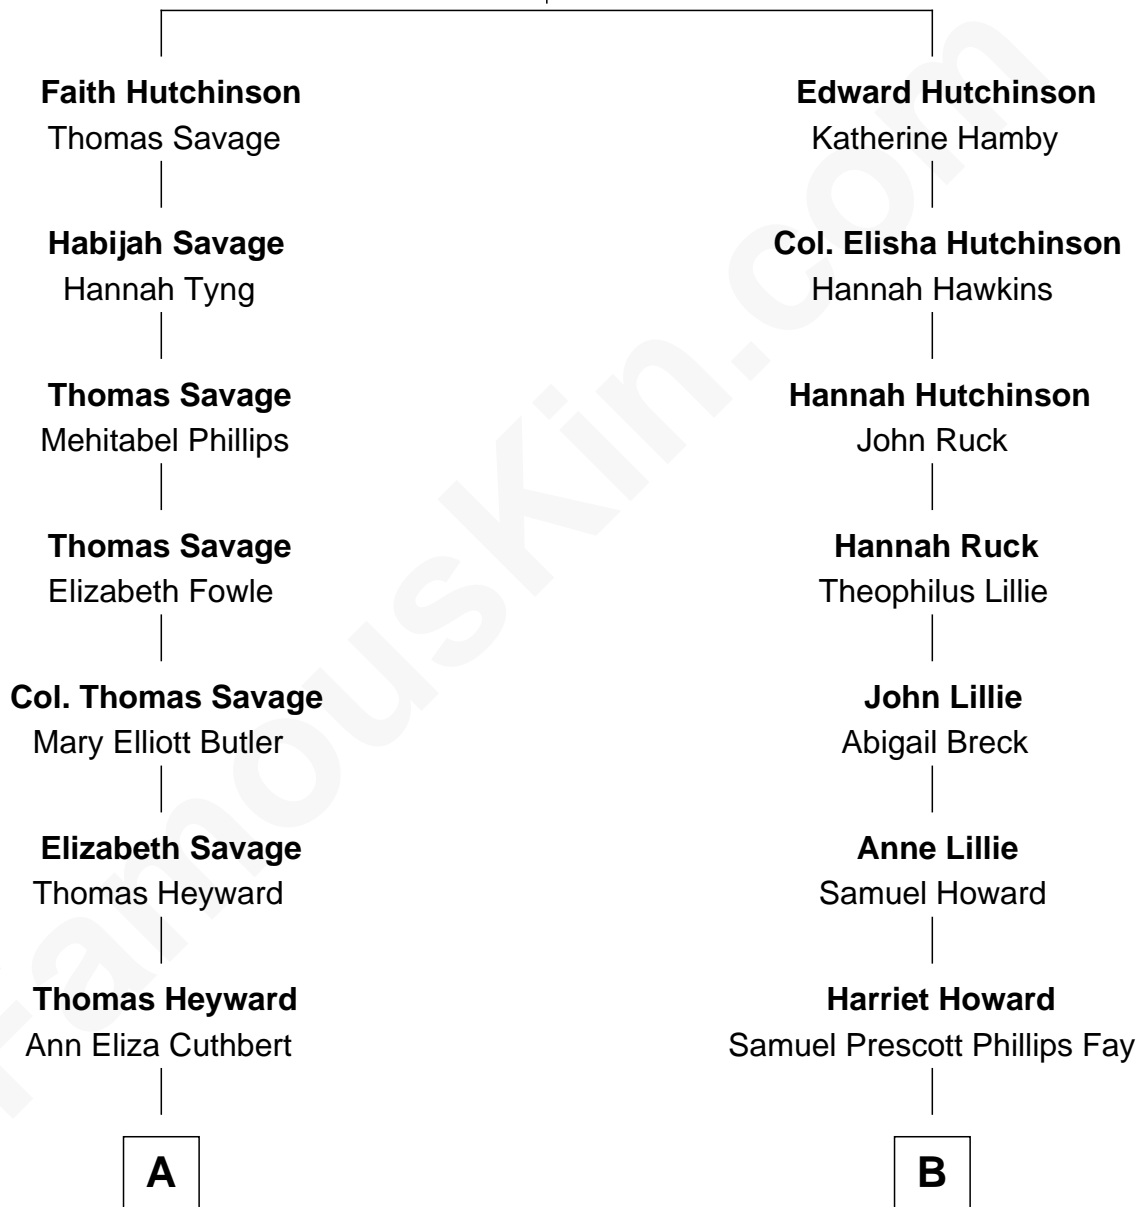 Faith Hutchinson
Thomas Savage
Habijah Savage
Hannah Tyng
Thomas Savage
Mehitabel Phillips
Thomas Savage
Elizabeth Fowle
Col. Thomas Savage
Mary Elliott Butler
Elizabeth Savage
Thomas Heyward
Thomas Heyward
Ann Eliza Cuthbert
A
Edward Hutchinson
Katherine Hamby
Col. Elisha Hutchinson
Hannah Hawkins
Hannah Hutchinson
John Ruck
Hannah Ruck
Theophilus Lillie
John Lillie
Abigail Breck
Anne Lillie
Samuel Howard
Harriet Howard
Samuel Prescott Phillips Fay
B
FamousKin.com